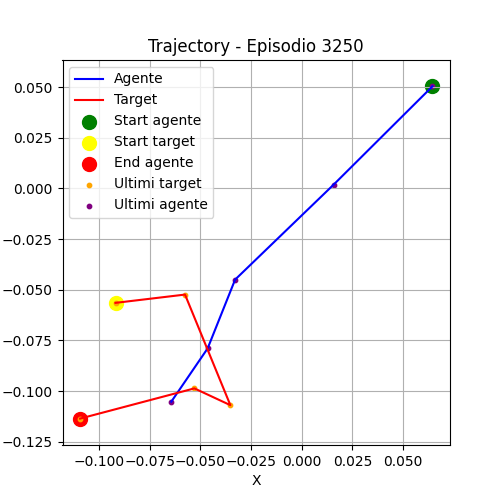 Trajectory - Episodio 3250
Agente
Target
Start agente
Start target
End agente
Ultimi target
Ultimi agente
0.050
0.025
0.000
−0.025
−0.050
−0.075
−0.100
−0.125
−0.100 −0.075 −0.050 −0.025 0.000 0.025 0.050
X